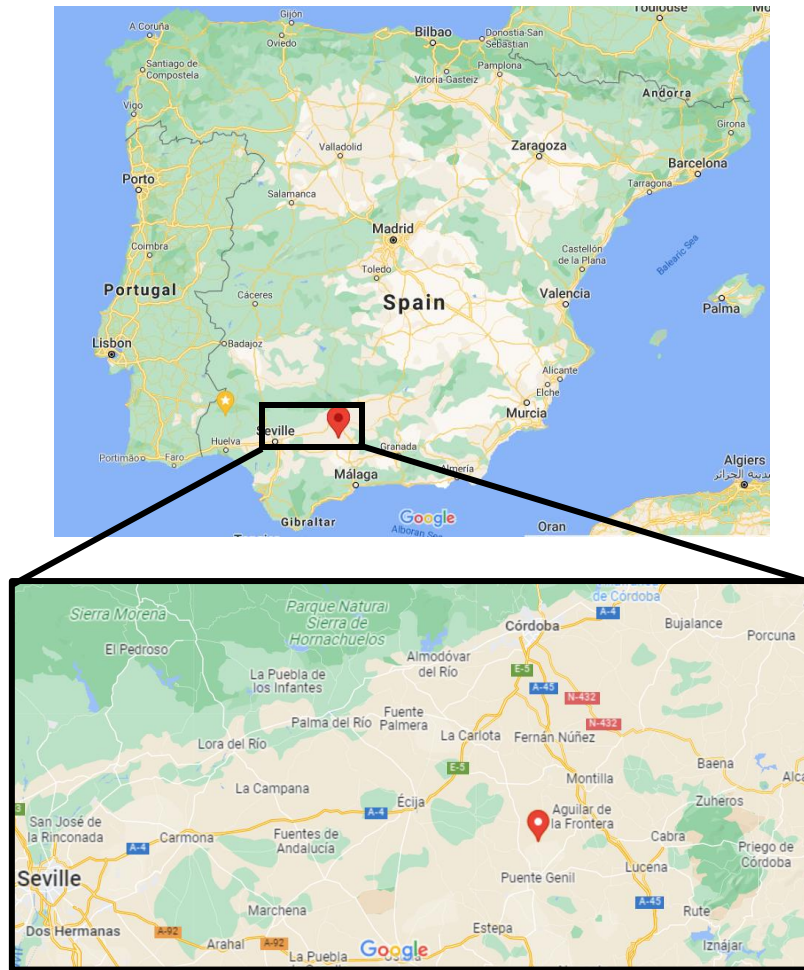 Toulouse
A Coruña
Gijón
Oviedo
Bilbao
Donostia-San
Sebastian
Santiago de
Compostela
Vitoria-Gasteiz
Pamplona
Andorra
Vigo
Girona
Valladolid
Zaragoza
Barcelona
Porto
Tarragona
Salamanca
Madrid
Coimbra
Castellón
de la Plana
Balearic Sea
Toledo
Portugal
Cáceres
Spain
Valencia
Palma
Lisbon
Badajoz
Alicante
Elche
Murcia
Seville
Huelva
Granada
Portimão
Faro
Almería
Algiers
مدينة الجزائر
Málaga
Gibraltar
Google
Alboran Sea
Oran
Sierra Morena
Parque Natural
Sierra de
Hornachuelos
de Córdoba
A-4
Córdoba
Bujalance
Porcuna
El Pedroso
Almodóvar
del Río
E-5
La Puebla de
los Infantes
A-45
N-432
Palma del Río
Fuente
Palmera
N-432
Lora del Río
La Carlota
Fernán Núñez
Baena
E-5
Montilla
La Campana
Écija
Zuheros
A-4
Aguilar de
la Frontera
San José de
la Rinconada
Carmona
Fuentes de
Andalucía
Cabra
Priego de
Córdoba
A-4
Seville
Puente Genil
Lucena
Marchena
A-45
Rute
Dos Hermanas
A-92
Estepa
Arahal
A-92
Google
Iznájar
La Puebla